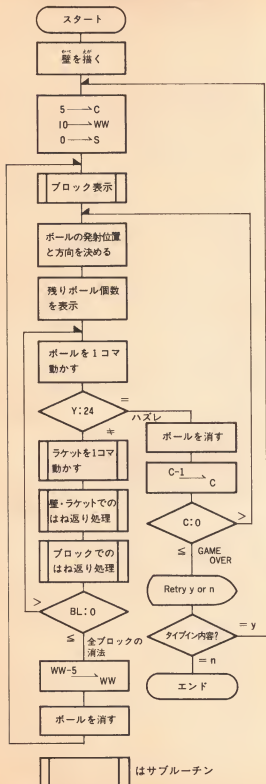 スタート
かべ えが
壁を描く
5→C
10→WW
0→S
ブロック表示
ボールの発射位置
と方向を決める
残りボール個数
を表示
ボールを1コマ
動かす
Y:24
=
ハズレ
≠
ラケットを1コマ
動かす
壁・ラケットでの
はね返り処理
ブロックでの
はね返り処理
BL:0
>
≦
全ブロックの
消法
WW-5→WW
ボールを消す
ボールを消す
C-1→C
C:0
>
≦
GAME
OVER
Retry y or n
タイプイン内容?
= y
= n
エンド
はサブルーチン